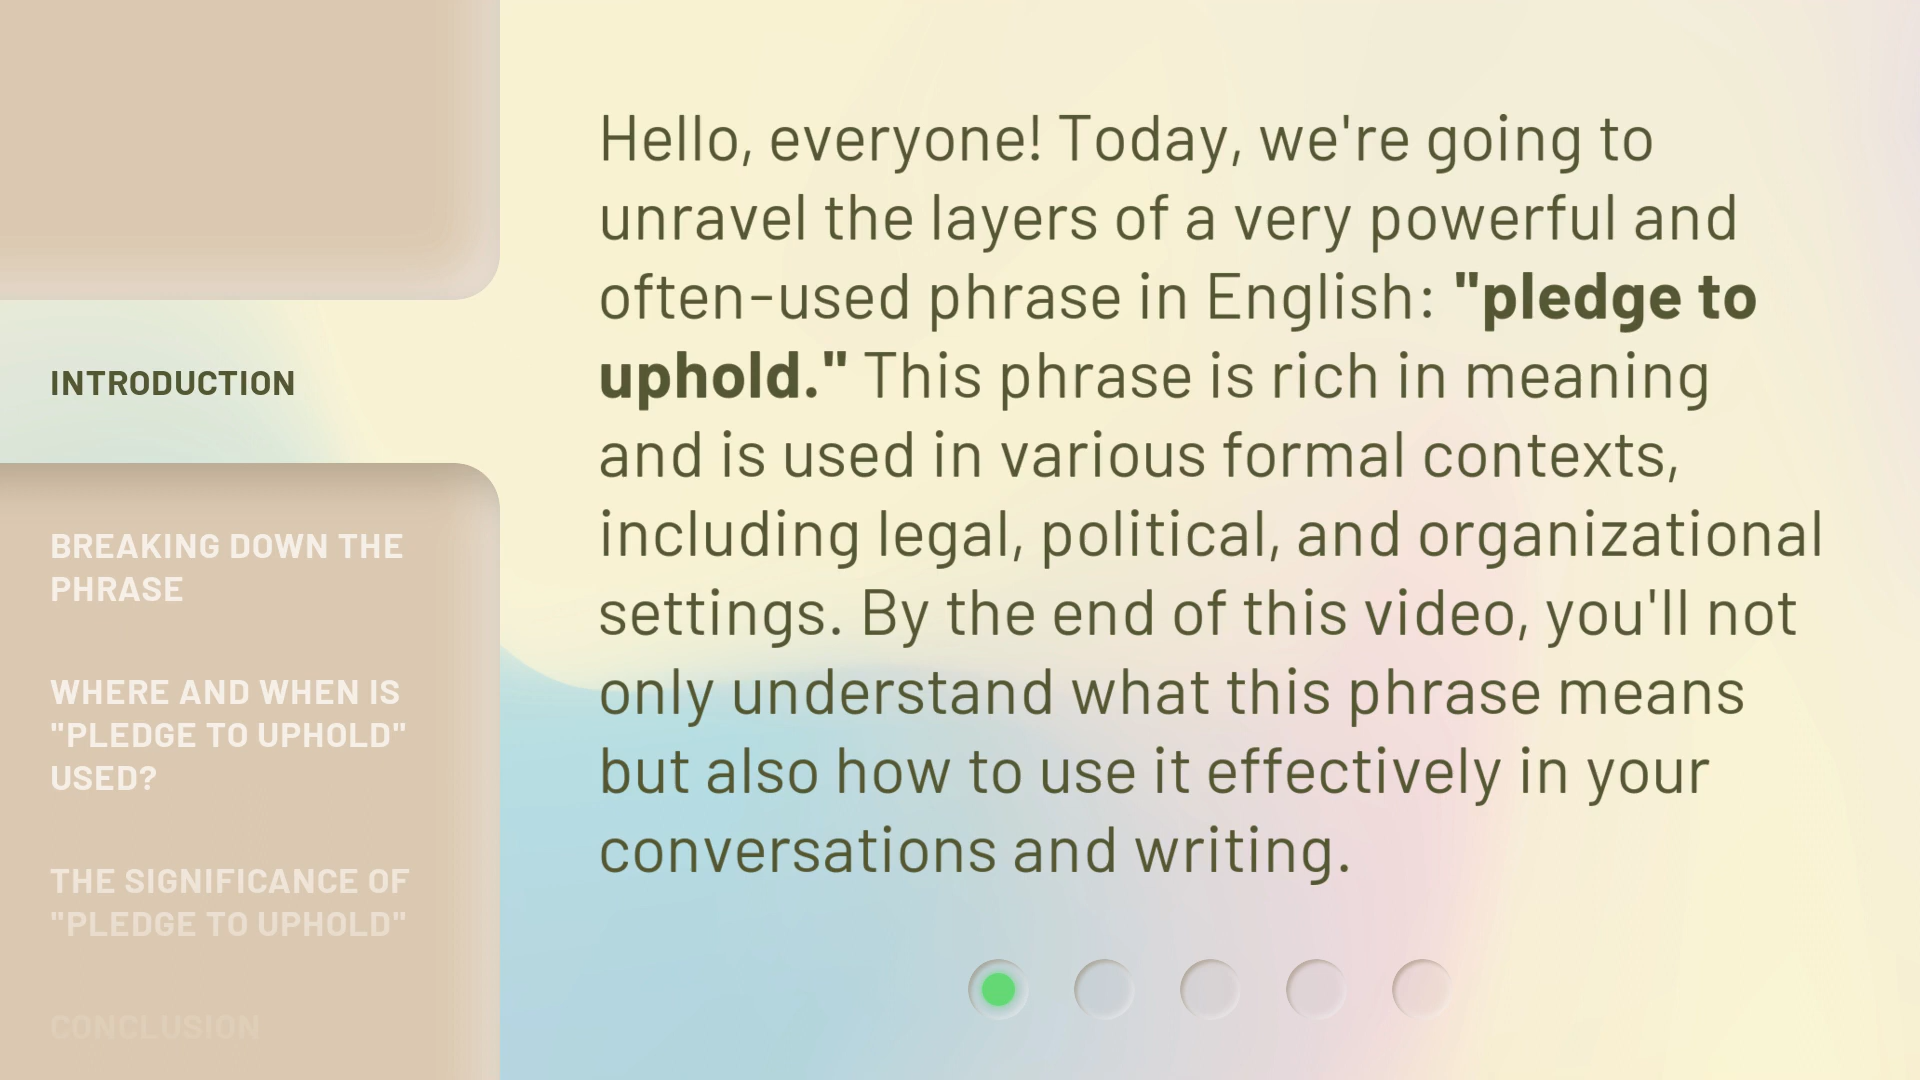 INTRODUCTION
BREAKING DOWN THE
PHRASE
WHERE AND WHEN IS
"PLEDGE TO UPHOLD"
USED?
THE SIGNIFICANCE OF
"PLEDGE TO UPHOLD"
CONCLUSION
Hello, everyone! Today, we're going to
unravel the layers of a very powerful and
often-used phrase in English: "pledge to
uphold." This phrase is rich in meaning
and is used in various formal contexts,
including legal, political, and organizational
settings. By the end of this video, you'll not
only understand what this phrase means
but also how to use it effectively in your
conversations and writing.